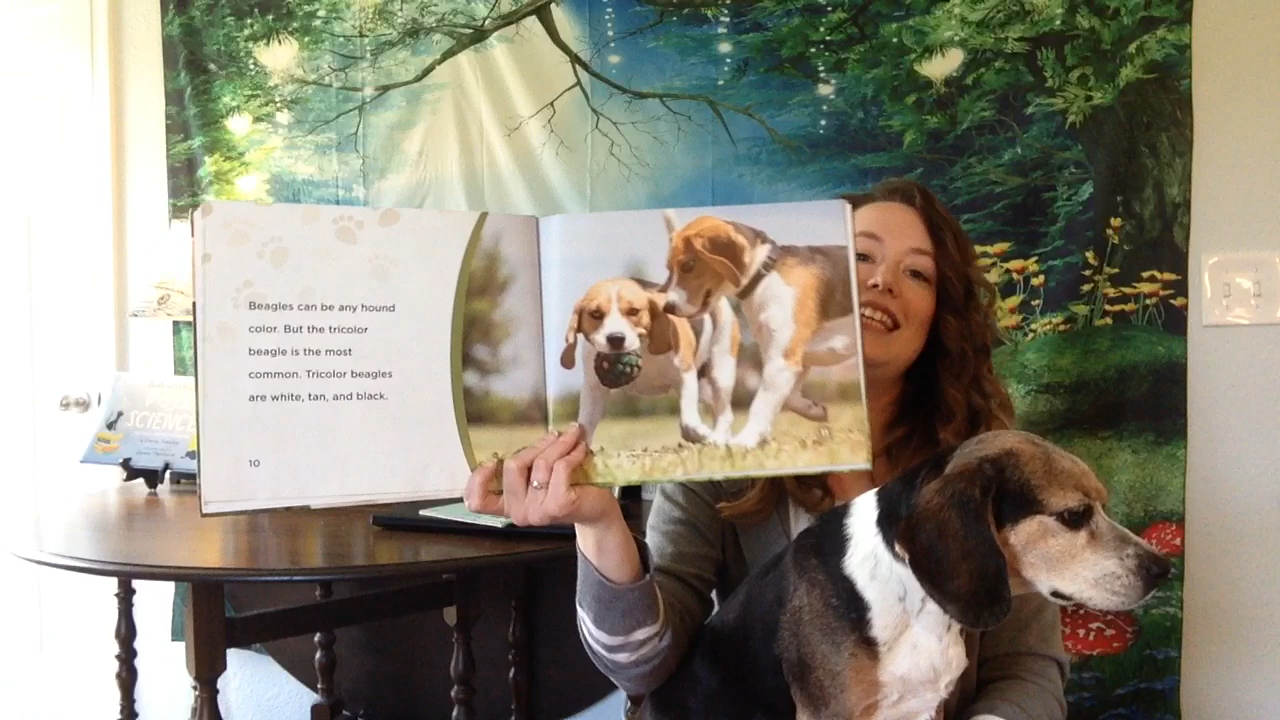 Beagles can be any hound
color. But the tricolor
beagle is the most
common. Tricolor beagles
are white, tan, and black.
10
SCIENCE